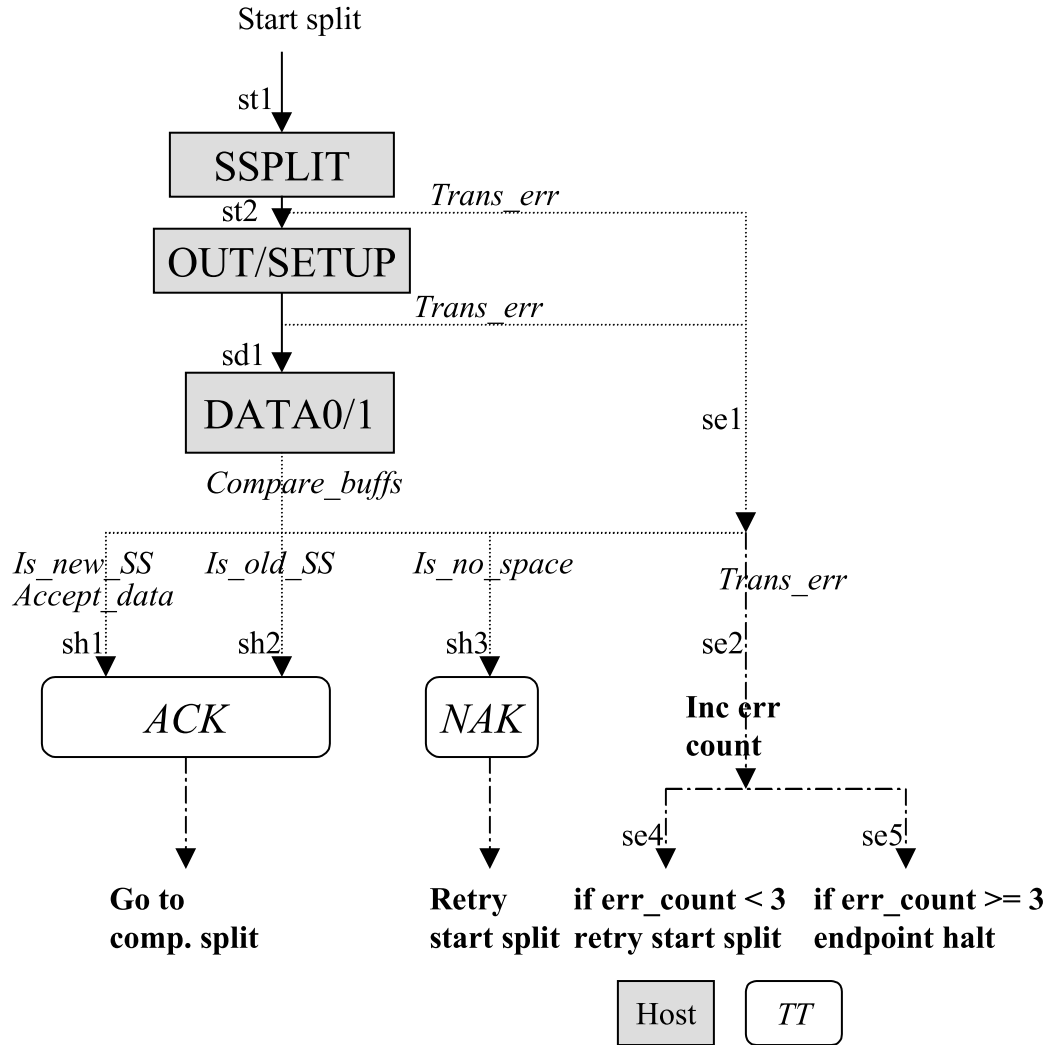 Start split
st1
SSPLIT
Trans_err
st2
OUT/SETUP
Trans_err
sd1
DATA0/1
se1
Compare_buffs
Is_new_SS
Accept_data
Is_old_SS
Is_no_space
Trans_err
sh1
sh2
sh3
se2
ACK
NAK
Inc err
count
se4
se5
Go to
comp. split
Retry
start split
if err_count < 3
retry start split
if err_count >= 3
endpoint halt
Host
TT